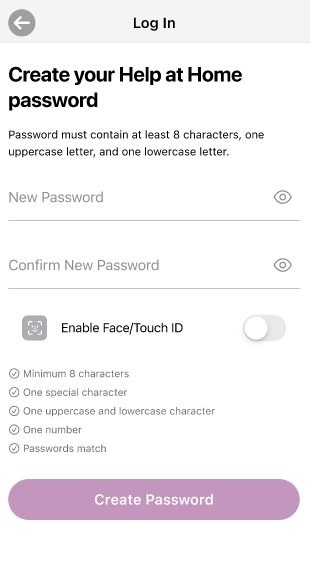 Log In
Create your Help at Home
password
Password must contain at least 8 characters, one
uppercase letter, and one lowercase letter.
New Password
Confirm New Password
Enable Face/Touch ID
Minimum 8 characters
One special character
One uppercase and lowercase character
One number
Passwords match
Create Password